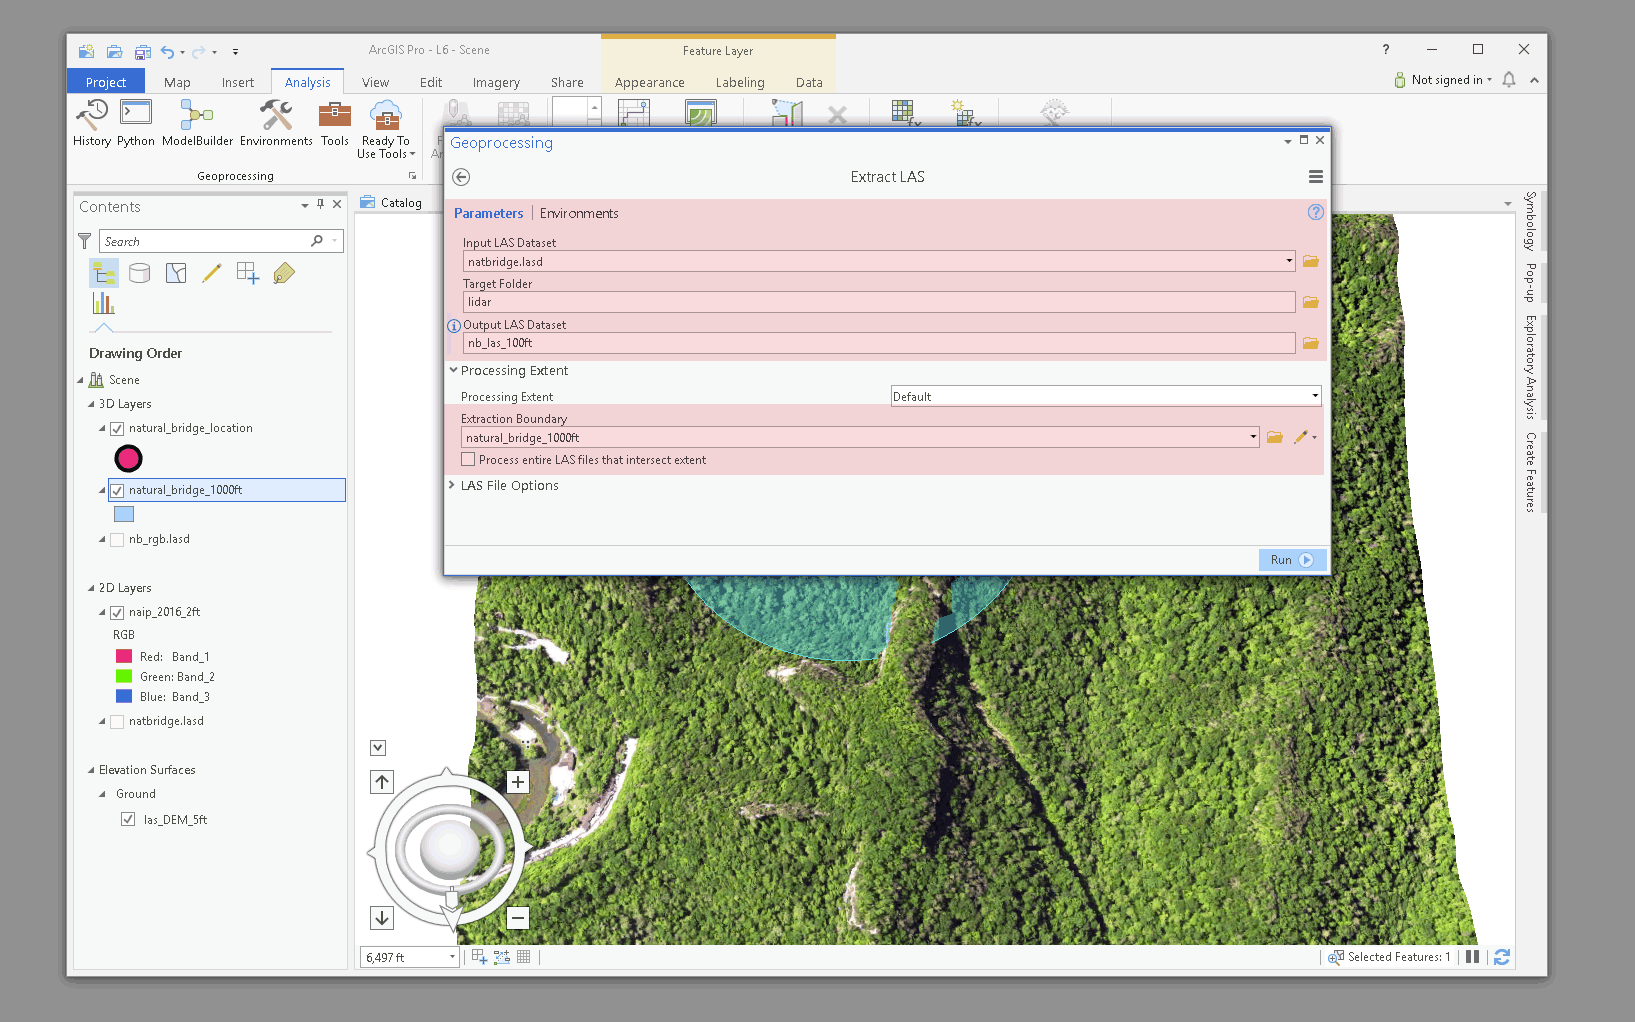 ArcGIS Pro - L6 - Scene
Feature Layer
?
Project
Map
Insert
Analysis
View
Edit
Imagery
Share
Appearance
Labeling
Data
Not signed in
History
Python
ModelBuilder
Environments
Tools
Ready To
Use Tools
Geoprocessing
Contents
Search
Drawing Order
Scene
3D Layers
natural_bridge_location
natural_bridge_1000ft
nb_rgb.lasd
2D Layers
naip_2016_2ft
RGB
Red: Band_1
Green: Band_2
Blue: Band_3
natbridge.lasd
Elevation Surfaces
Ground
las_DEM_5ft
Catalog
Geoprocessing
Extract LAS
Parameters | Environments
Input LAS Dataset
natbridge.lasd
Target Folder
lidar
Output LAS Dataset
nb_las_100ft
Processing Extent
Processing Extent
Default
Extraction Boundary
natural_bridge_1000ft
Process entire LAS files that intersect extent
LAS File Options
Run
6,497 ft
Selected Features: 1
Symbology
Pop-up
Exploratory Analysis
Create Features